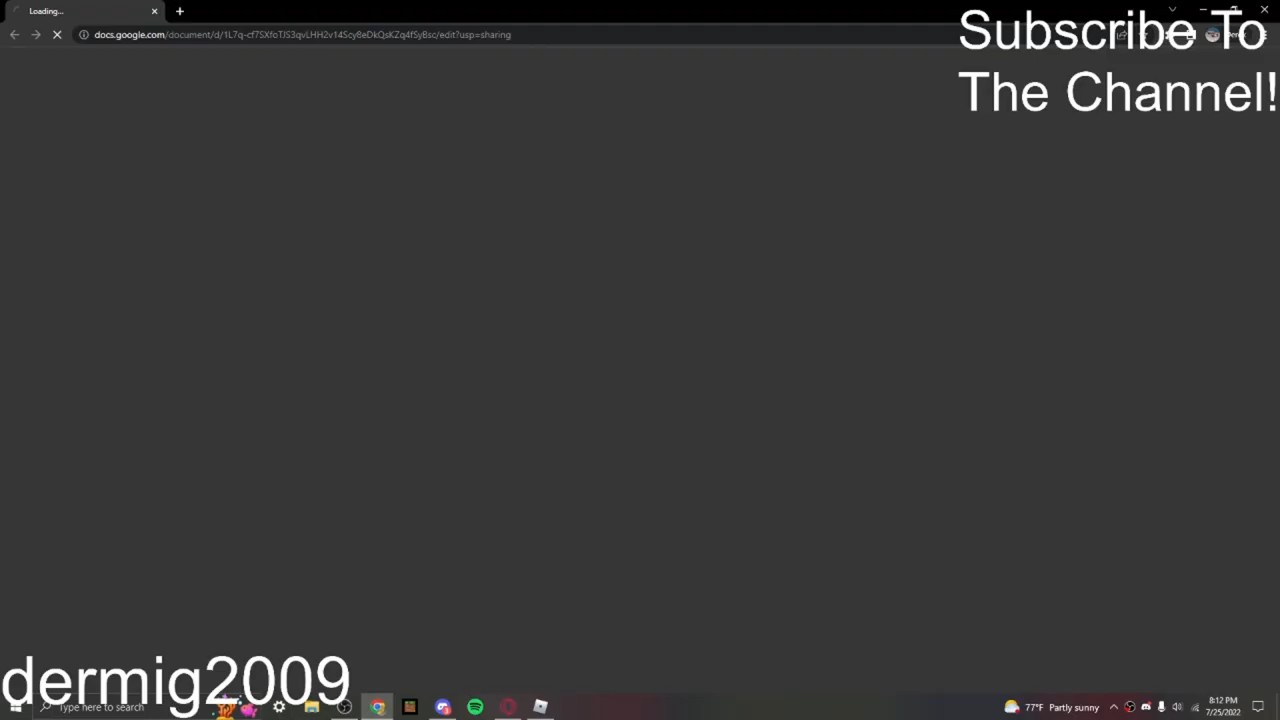 Loading...
docs.google.com/document/d/1L7q-cf7SXfoTJS3qvLHH2v14Scy8eDkQsKZq4fSyBsc/edit?usp=sharing
Subscribe To
The Channel!
dermig2009
Type here to search
77°F Partly sunny
8:12 PM
7/25/2022